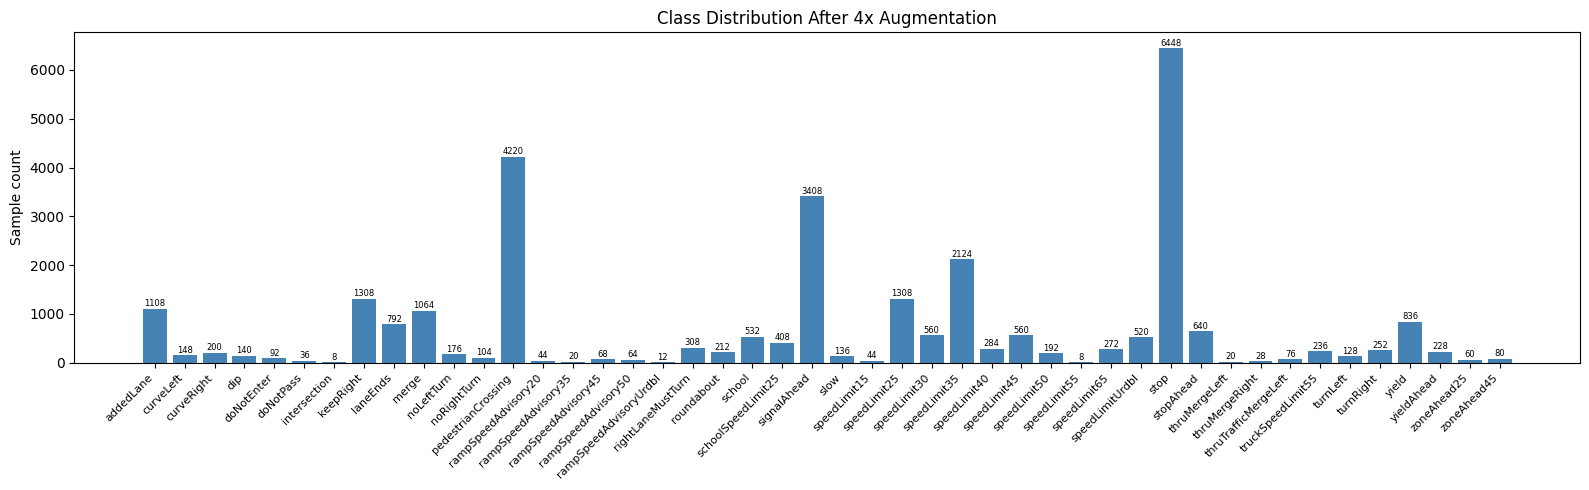 Class Distribution After 4x Augmentation
Sample count
6000
5000
4000
3000
2000
1000
0
1108
148
200
140
92
36
8
1308
792
1064
176
104
4220
44
20
68
64
12
308
212
532
408
3408
136
44
1308
560
2124
284
560
192
8
272
520
6448
640
20
28
76
236
128
252
836
228
60
80
addedLane
curveLeft
curveRight
dip
doNotEnter
doNotPass
intersection
keepRight
laneEnds
merge
noLeftTurn
noRightTurn
pedestrianCrossing
rampSpeedAdvisory20
rampSpeedAdvisory35
rampSpeedAdvisory45
rampSpeedAdvisory50
rampSpeedAdvisoryUrdbl
rightLaneMustTurn
roundabout
school
schoolSpeedLimit25
signalAhead
slow
speedLimit15
speedLimit25
speedLimit30
speedLimit35
speedLimit40
speedLimit45
speedLimit50
speedLimit55
speedLimit65
speedLimitUrdbl
stop
stopAhead
thruMergeLeft
thruMergeRight
thruTrafficMergeLeft
truckSpeedLimit55
turnLeft
turnRight
yield
yieldAhead
zoneAhead25
zoneAhead45